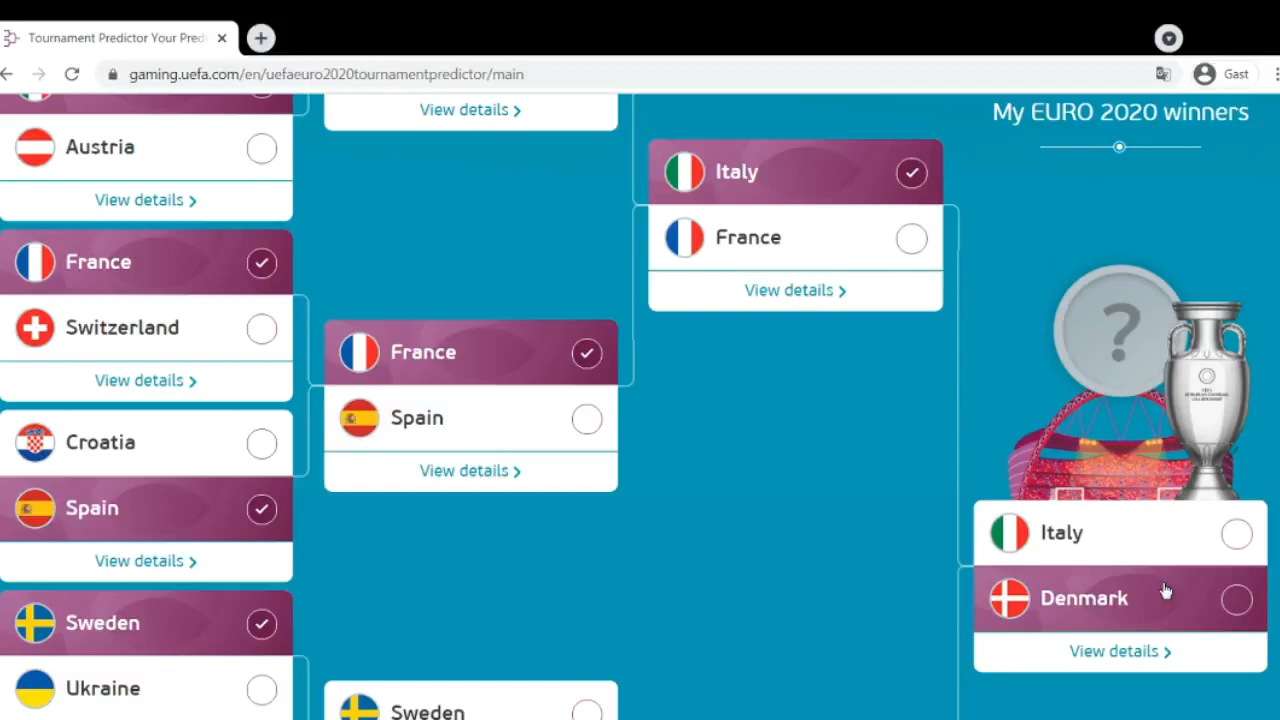 Tournament Predictor Your Pred
gaming.uefa.com/en/uefaeuro2020tournamentpredictor/main
Gast
Austria
View details
France
Switzerland
View details
Croatia
Spain
View details
Sweden
Ukraine
View details
France
Spain
View details
Sweden
Italy
France
View details
My EURO 2020 winners
?
Italy
Denmark
View details